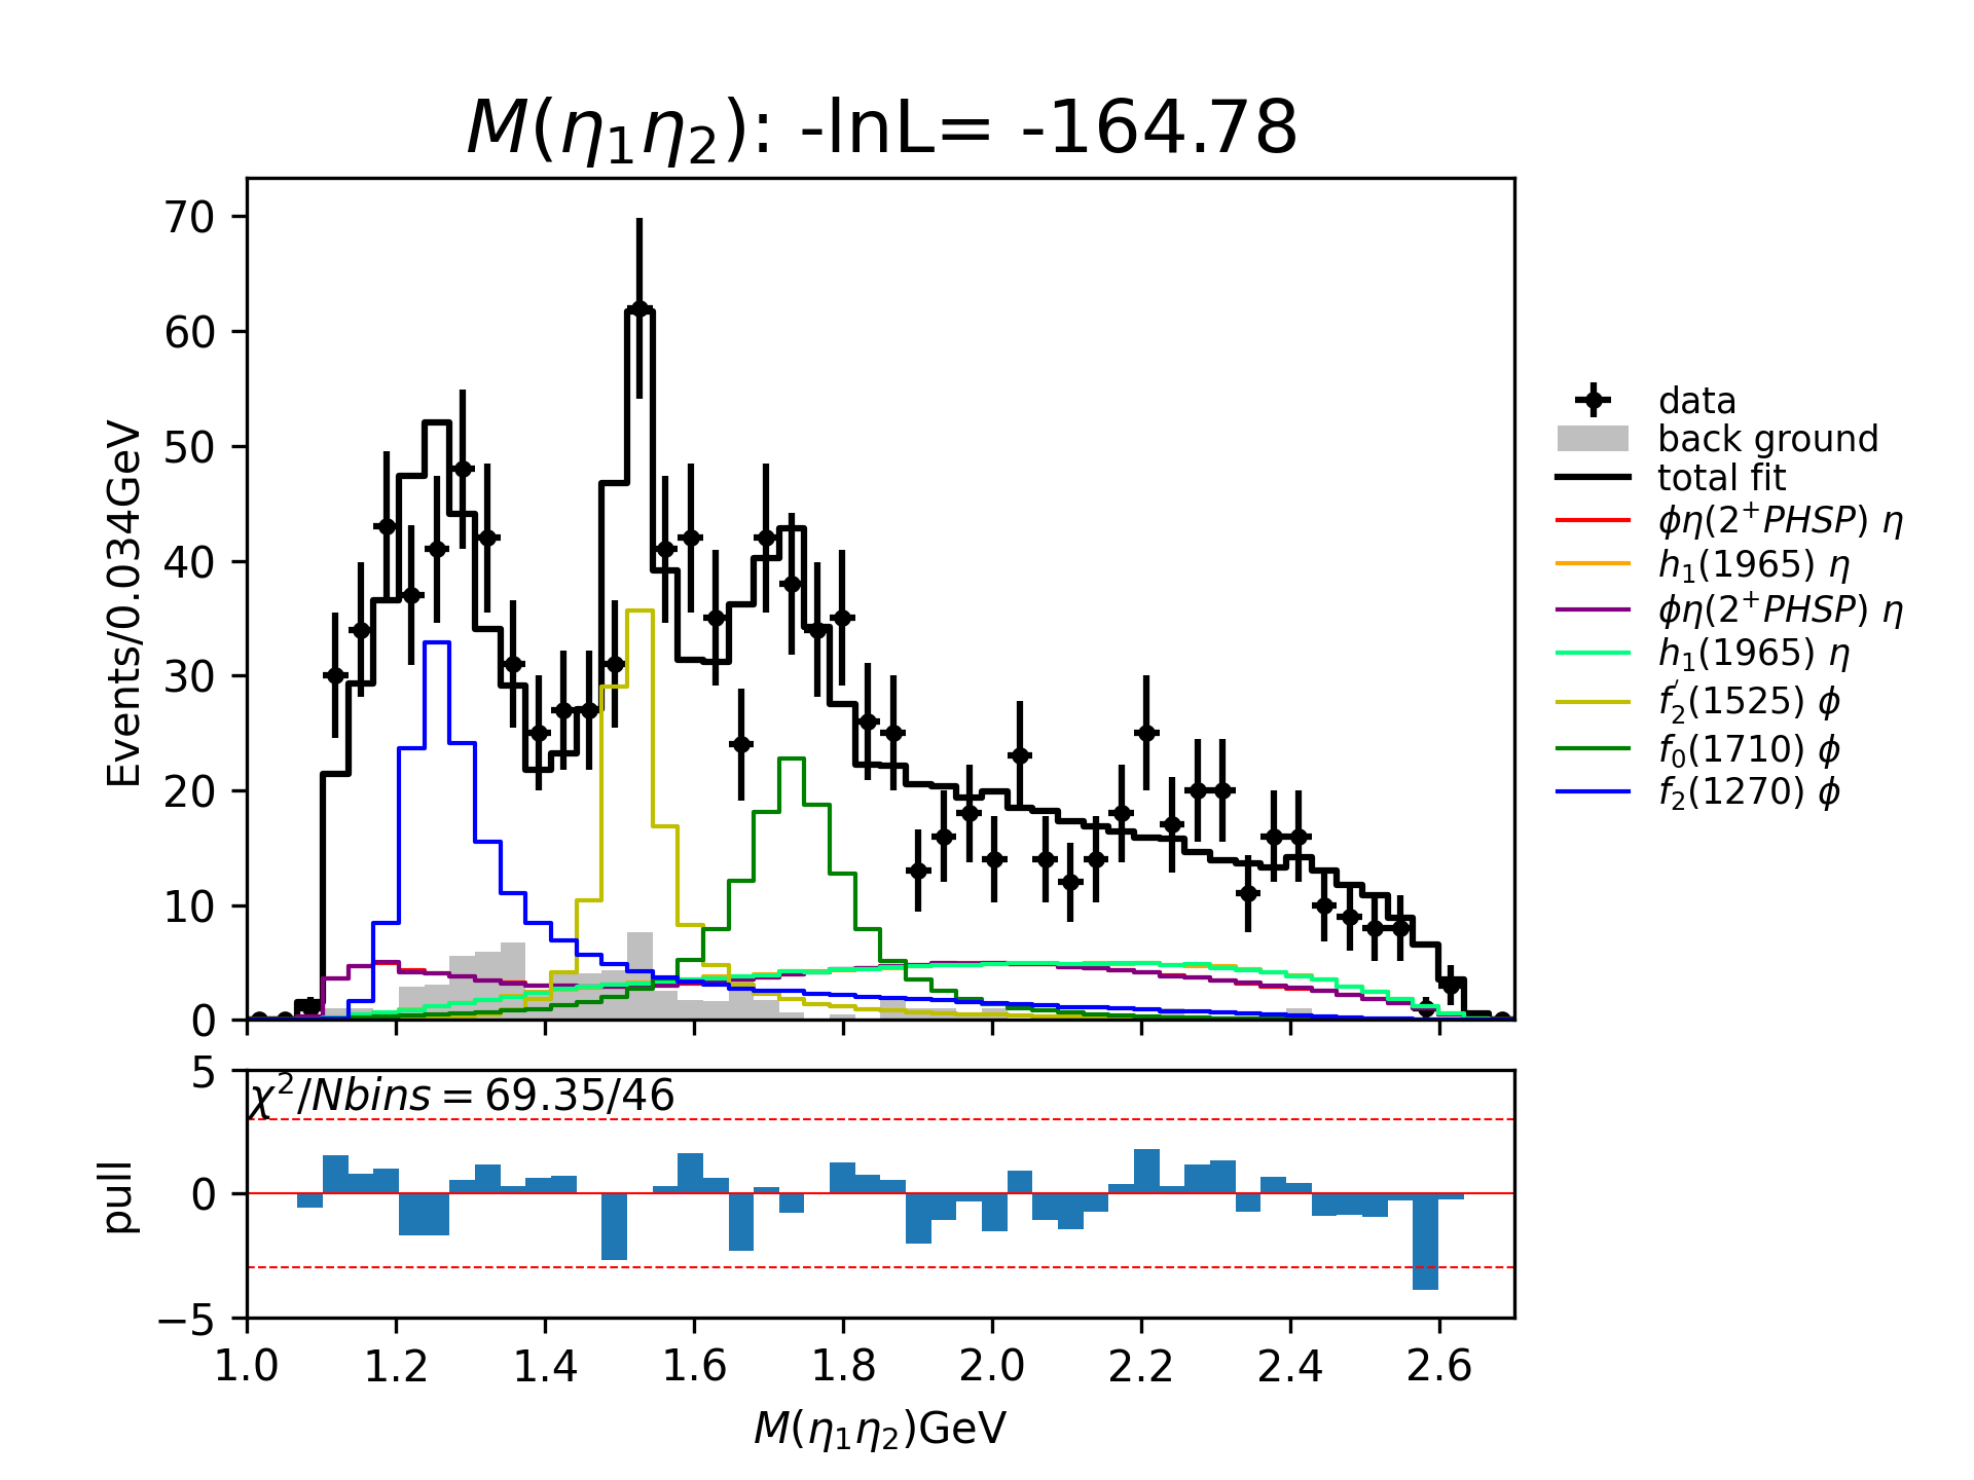 M(η₁η₂): -lnL= -164.78
Events/0.034GeV
70
60
50
40
30
20
10
0
data
back ground
total fit
ϕη(2⁺PHSP) η
h₁(1965) η
ϕη(2⁺PHSP) η
h₁(1965) η
f₂′(1525) ϕ
f₀(1710) ϕ
f₂(1270) ϕ
χ²/Nbins = 69.35/46
pull
5
0
−5
1.0 1.2 1.4 1.6 1.8 2.0 2.2 2.4 2.6
M(η₁η₂)GeV